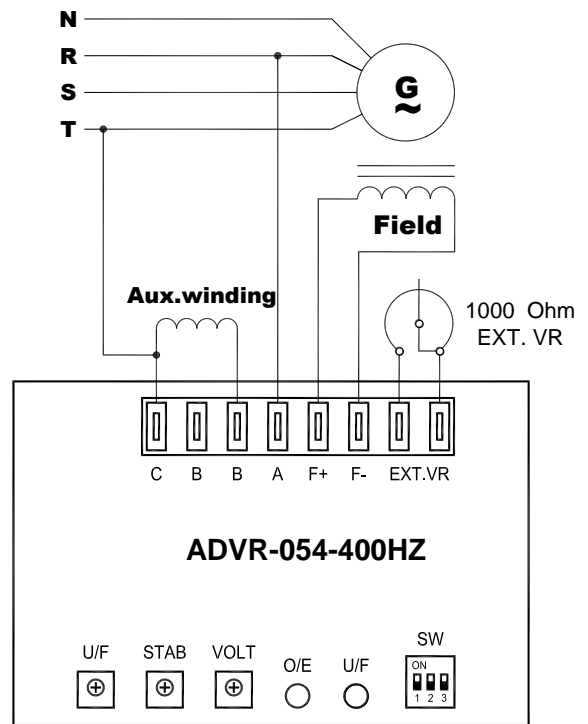 N
R
S
T
G
~
Field
Aux.winding
1000 Ohm
EXT. VR
C B B A F+ F- EXT.VR
ADVR-054-400HZ
U/F STAB VOLT O/E U/F SW
ON
1 2 3